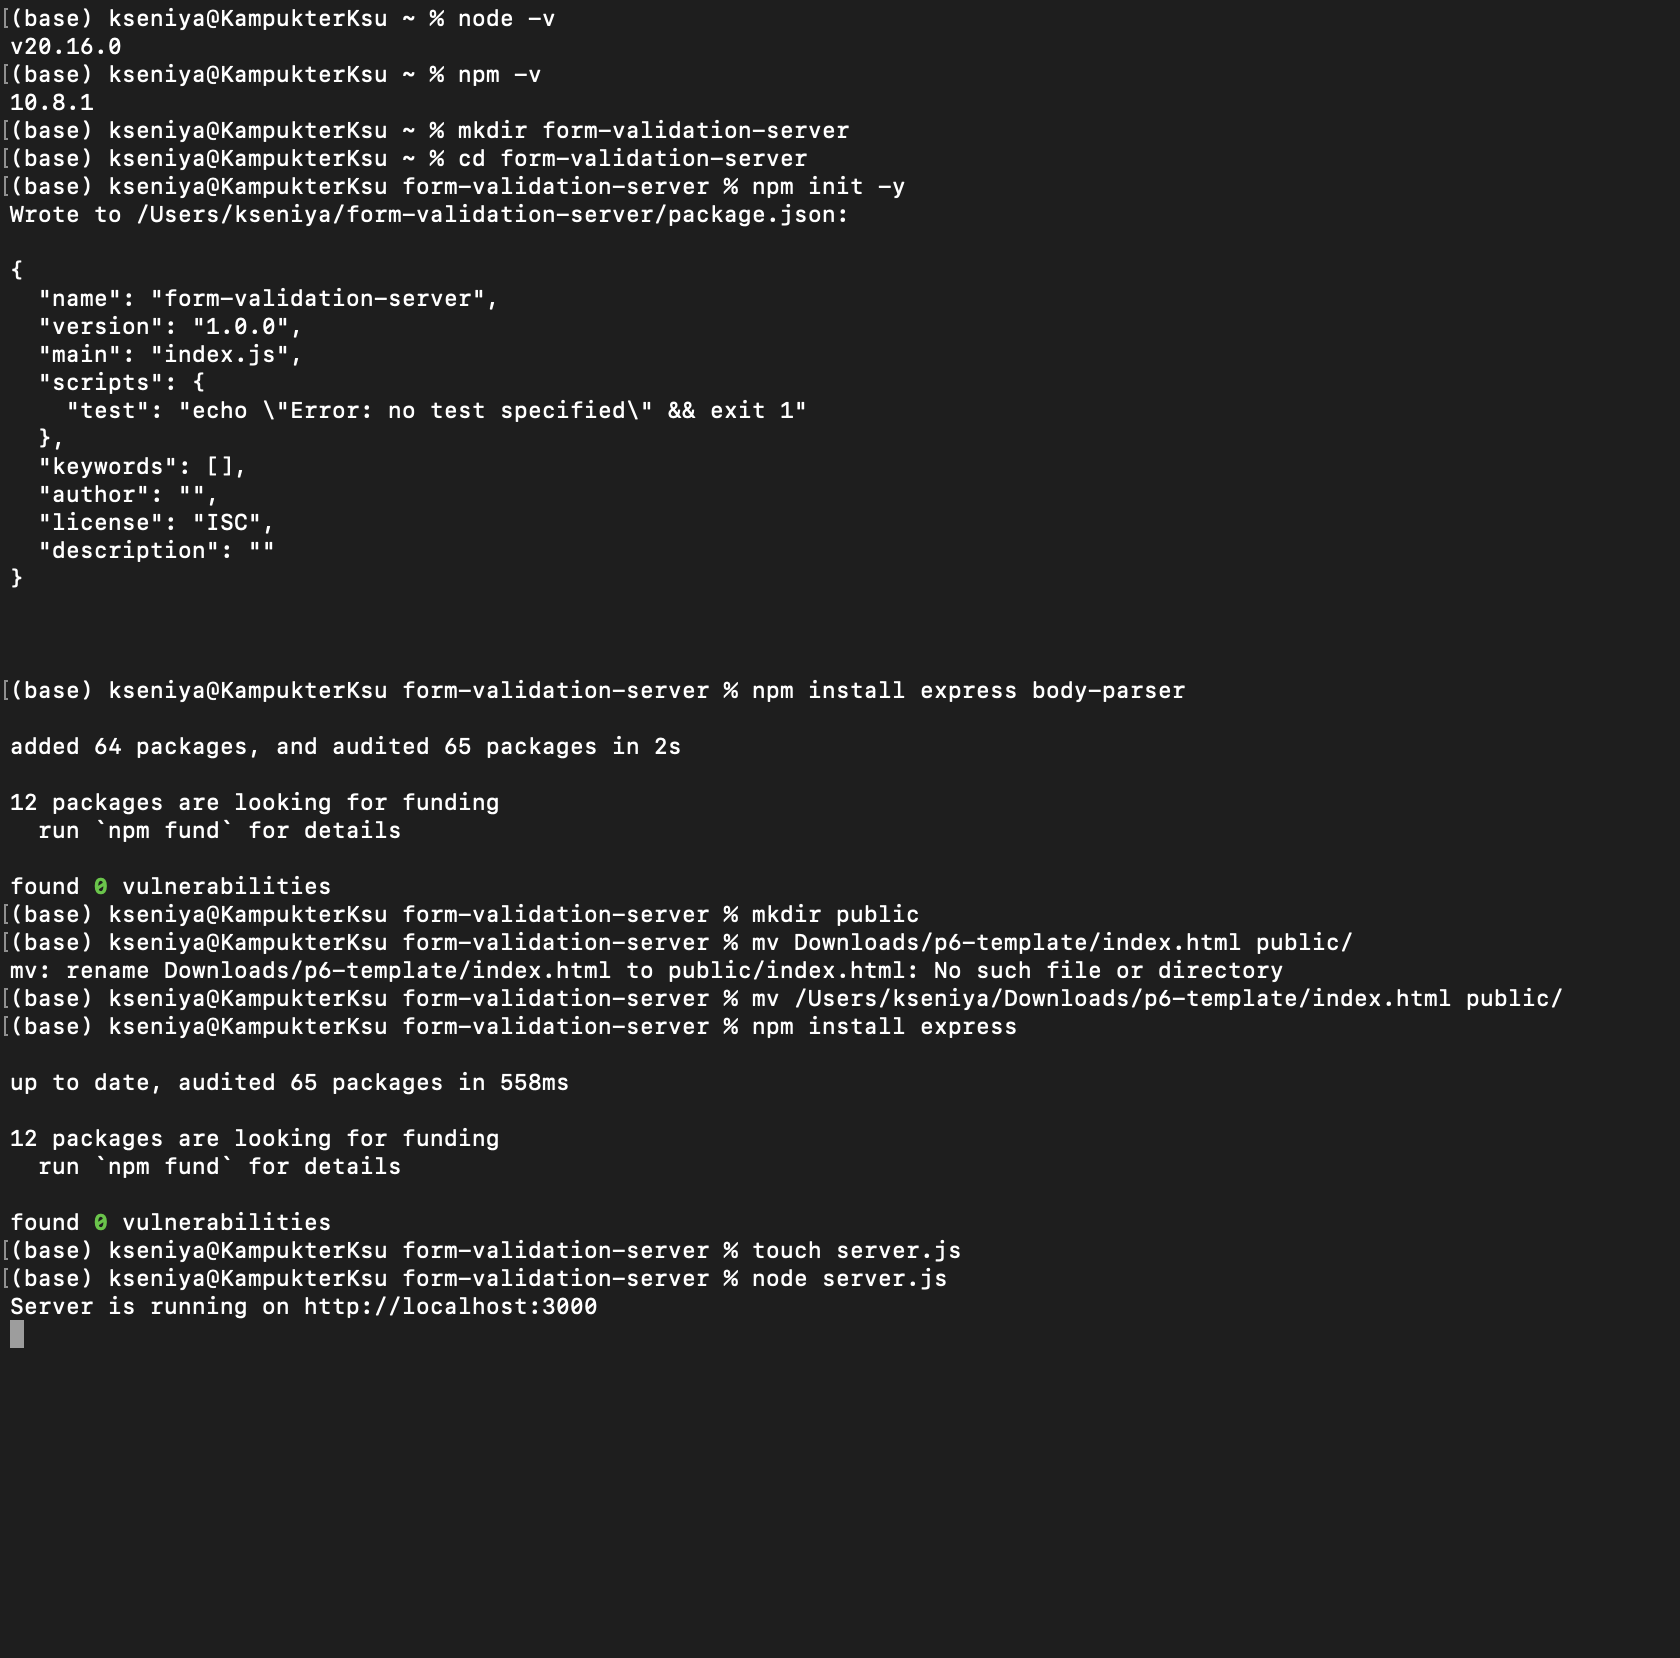 [(base) kseniya@KampukterKsu ~ % node -v
v20.16.0
[(base) kseniya@KampukterKsu ~ % npm -v
10.8.1
[(base) kseniya@KampukterKsu ~ % mkdir form-validation-server
[(base) kseniya@KampukterKsu ~ % cd form-validation-server
[(base) kseniya@KampukterKsu form-validation-server % npm init -y
Wrote to /Users/kseniya/form-validation-server/package.json:

{
  "name": "form-validation-server",
  "version": "1.0.0",
  "main": "index.js",
  "scripts": {
    "test": "echo \"Error: no test specified\" && exit 1"
  },
  "keywords": [],
  "author": "",
  "license": "ISC",
  "description": ""
}

[(base) kseniya@KampukterKsu form-validation-server % npm install express body-parser

added 64 packages, and audited 65 packages in 2s

12 packages are looking for funding
  run `npm fund` for details

found 0 vulnerabilities
[(base) kseniya@KampukterKsu form-validation-server % mkdir public
[(base) kseniya@KampukterKsu form-validation-server % mv Downloads/p6-template/index.html public/
mv: rename Downloads/p6-template/index.html to public/index.html: No such file or directory
[(base) kseniya@KampukterKsu form-validation-server % mv /Users/kseniya/Downloads/p6-template/index.html public/
[(base) kseniya@KampukterKsu form-validation-server % npm install express

up to date, audited 65 packages in 558ms

12 packages are looking for funding
  run `npm fund` for details

found 0 vulnerabilities
[(base) kseniya@KampukterKsu form-validation-server % touch server.js
[(base) kseniya@KampukterKsu form-validation-server % node server.js
Server is running on http://localhost:3000